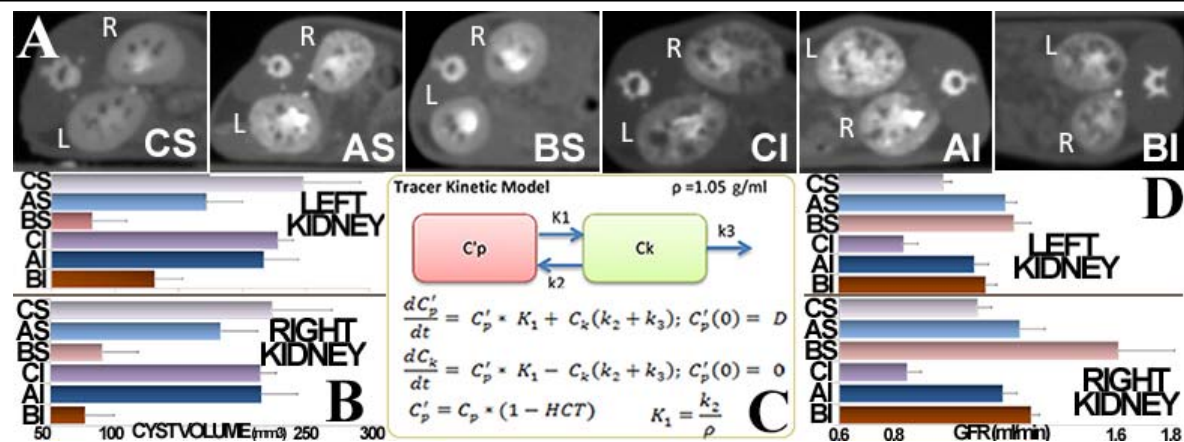 A
R
L
CS
R
L
AS
R
L
BS
R
L
CI
L
R
AI
L
R
BI
CS
AS
BS
CI
AI
BI
LEFT
KIDNEY
CS
AS
BS
CI
AI
BI
RIGHT
KIDNEY
B
50 CYST VOLUME (mm3) 300
100
Tracer Kinetic Model ρ =1.05 g/ml
C'p K1 Ck k3
k2
dC'p/dt = C'p * K1 + Ck(k2 + k3); C'p(0) = D
dCk/dt = C'p * K1 − Ck(k2 + k3); C'p(0) = 0
C'p = Cp * (1 − HCT) K1 = k2/ρ
C
CS
AS
BS
CI
AI
BI
D
LEFT
KIDNEY
CS
AS
BS
CI
AI
BI
RIGHT
KIDNEY
0.6 0.8 GFR (ml/min) 1.6 1.8